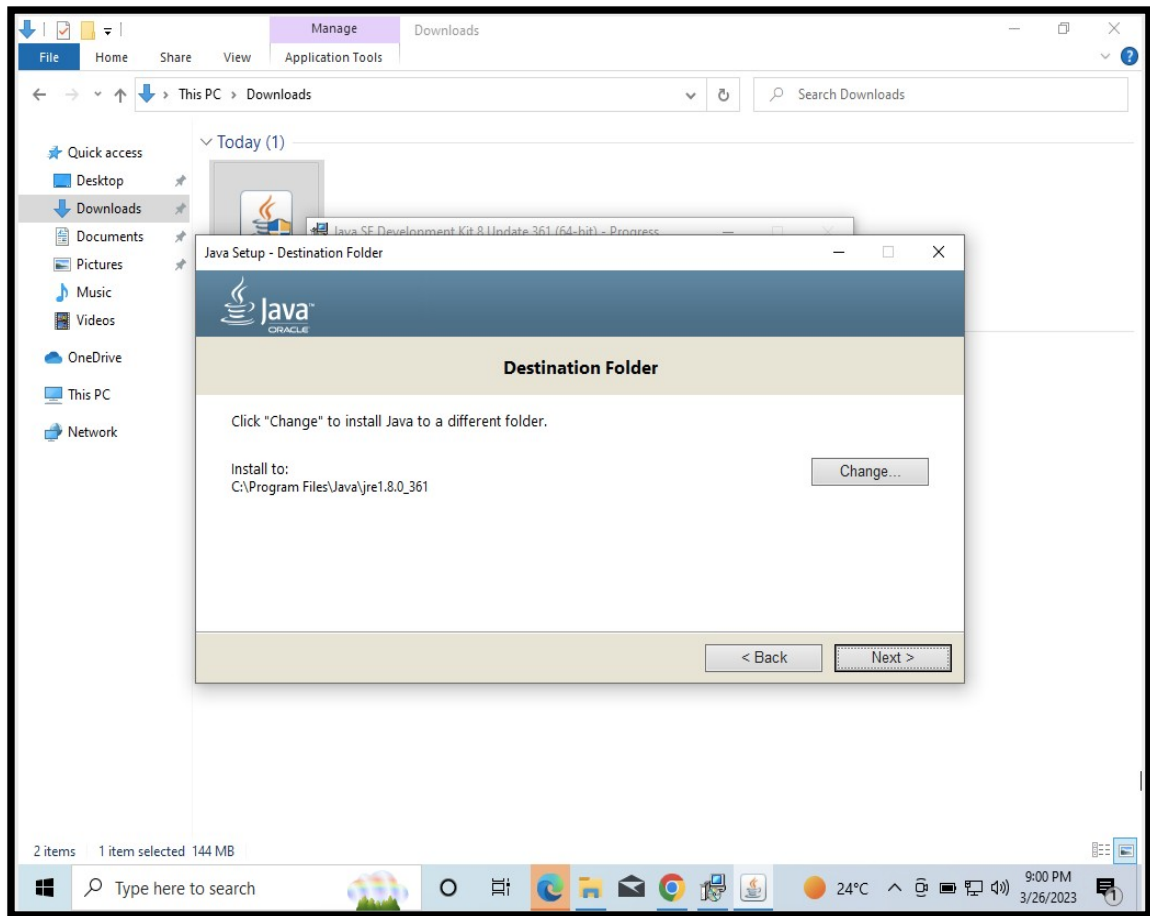 Manage
Downloads
File
Home
Share
View
Application Tools
This PC
Downloads
Search Downloads
Quick access
Desktop
Downloads
Documents
Pictures
Music
Videos
OneDrive
This PC
Network
Today (1)
Java SE Development Kit 8 Update 361 (64-bit) - Progress
Java Setup - Destination Folder
Java™
ORACLE
Destination Folder
Click "Change" to install Java to a different folder.
Install to:
C:\Program Files\Java\jre1.8.0_361
Change...
< Back
Next >
2 items
1 item selected 144 MB
Type here to search
24°C
9:00 PM
3/26/2023
1